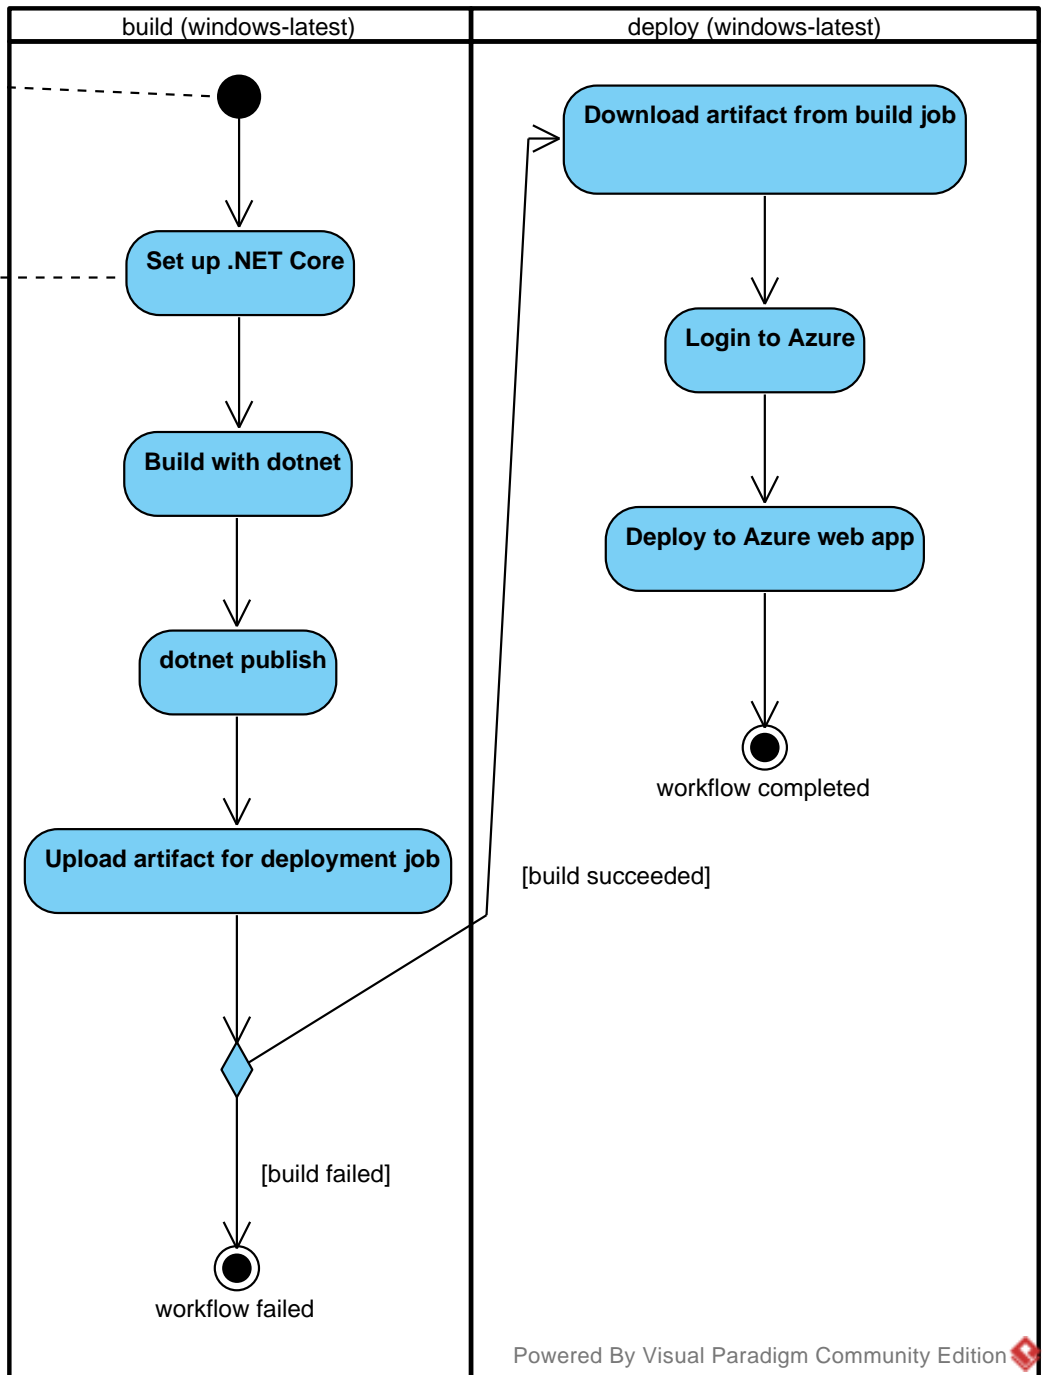 build (windows-latest)
deploy (windows-latest)
Set up .NET Core
Build with dotnet
dotnet publish
Upload artifact for deployment job
[build failed]
workflow failed
[build succeeded]
Download artifact from build job
Login to Azure
Deploy to Azure web app
workflow completed
Powered By Visual Paradigm Community Edition